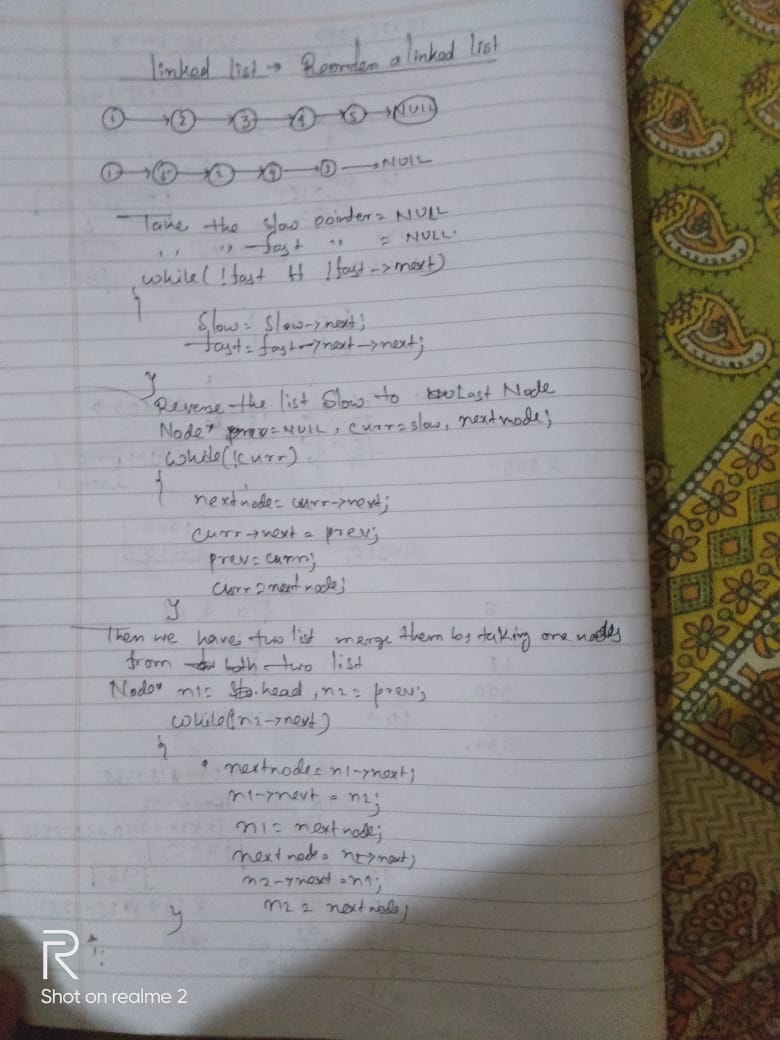 linked list → Reorder a linked list
1 → 2 → 3 → 4 → 5 → NULL
1 → 5 → 2 → 4 → 3 → NULL
- Take the slow pointer = NULL
,, ,, fast ,, = NULL.
while( !fast && !fast->next)
{
Slow = Slow->next;
fast = fast->next->next;
}
Reverse the list Slow to Last Node
Node* prev=NULL, curr=slow, nextnode;
while(!curr)
{
nextnode= curr->next;
curr->next = prev;
prev=curr;
curr=nextnode;
}
Then we have two list merge them by taking one nodes
from both two list
Node* n1= head, n2= prev;
while(n2->next)
{
nextnode= n1->next;
n1->next = n2;
n1= nextnode;
nextnode= n2->next;
n2->next =n1;
n2 = nextnode;
}
R
Shot on realme 2